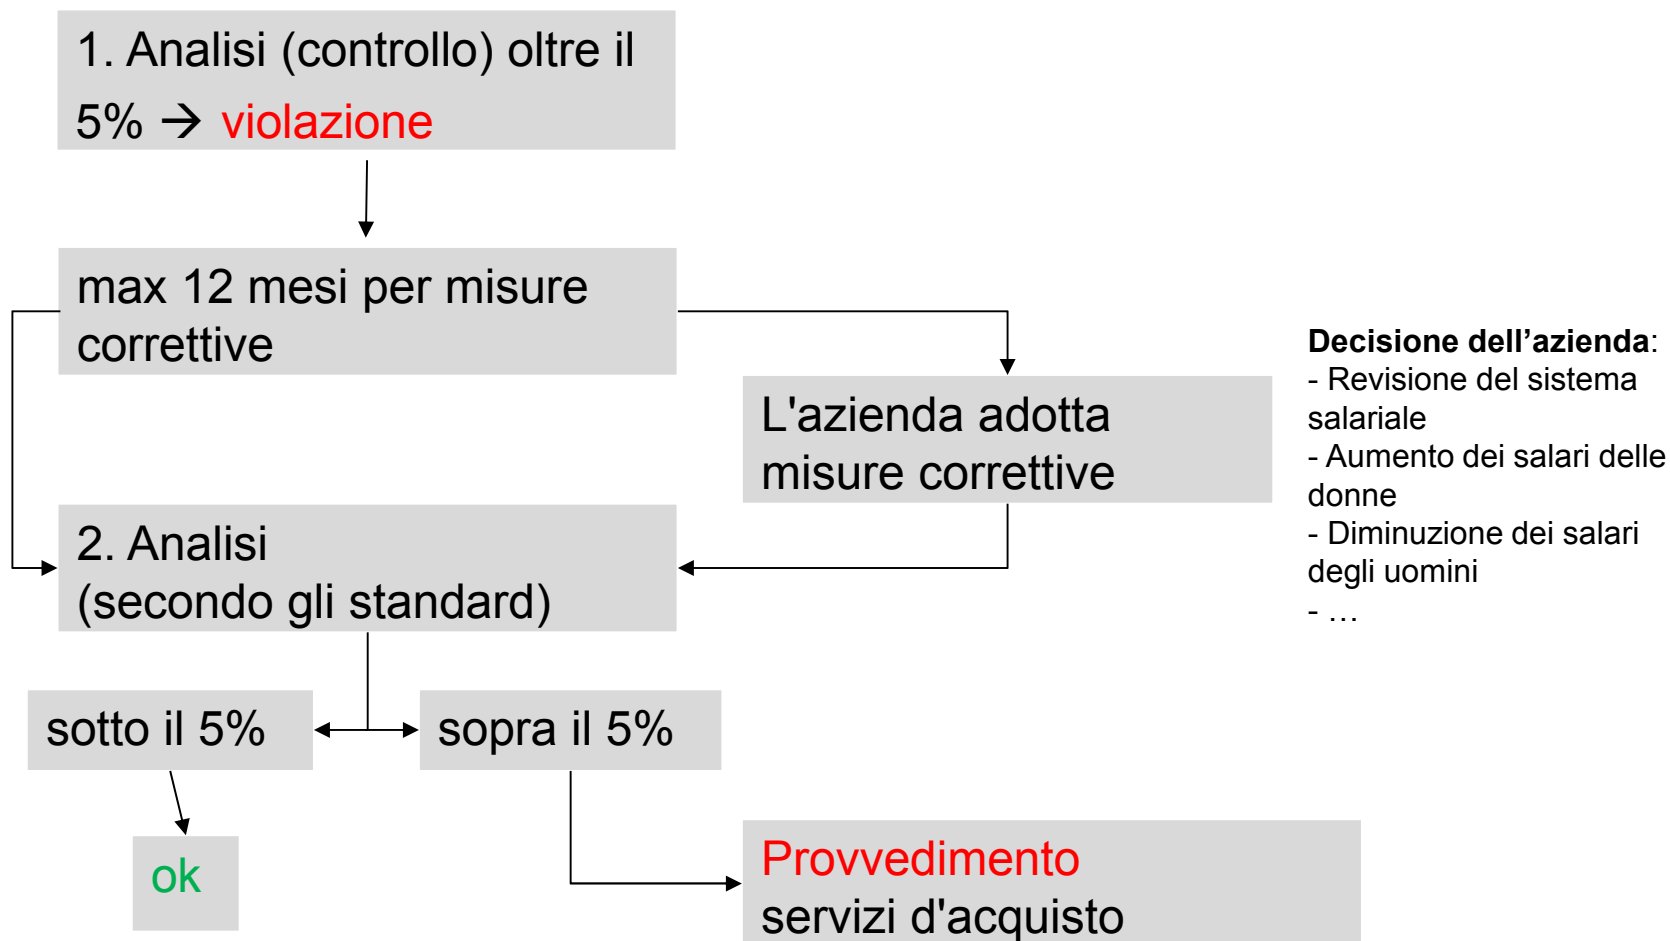 1. Analisi (controllo) oltre il
5% → violazione
max 12 mesi per misure
correttive
L'azienda adotta
misure correttive
Decisione dell’azienda:
- Revisione del sistema
salariale
- Aumento dei salari delle
donne
- Diminuzione dei salari
degli uomini
- …
2. Analisi
(secondo gli standard)
sotto il 5%
sopra il 5%
ok
Provvedimento
servizi d'acquisto